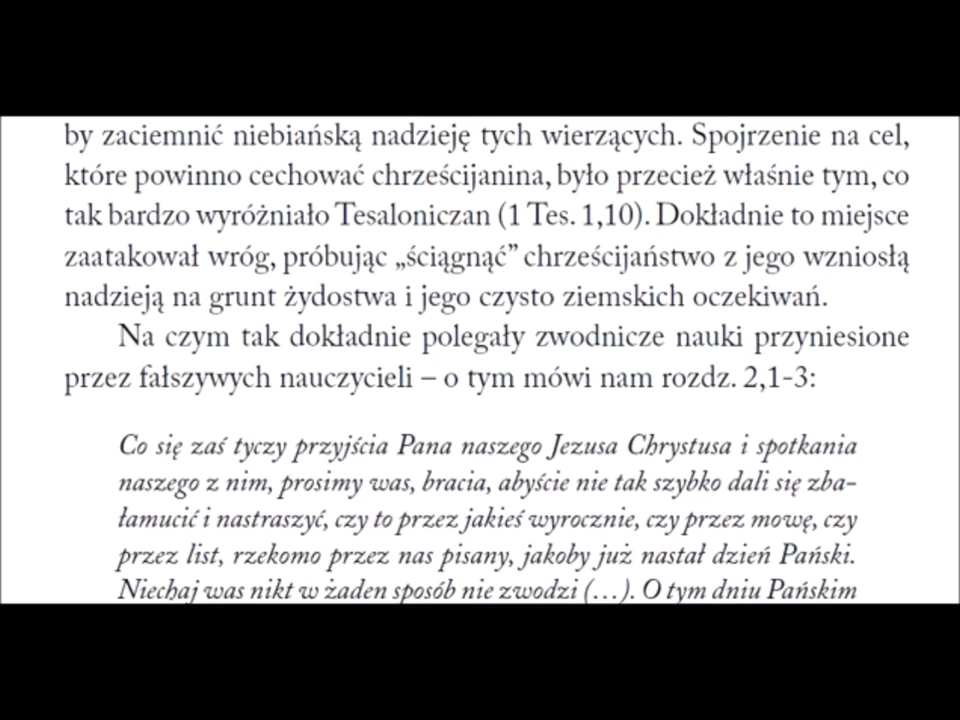 by zaciemnić niebiańską nadzieję tych wierzących. Spojrzenie na cel,
które powinno cechować chrześcijanina, było przecież właśnie tym, co
tak bardzo wyróżniało Tesaloniczan (1 Tes. 1,10). Dokładnie to miejsce
zaatakował wróg, próbując „ściągnąć” chrześcijaństwo z jego wzniosłą
nadzieją na grunt żydostwa i jego czysto ziemskich oczekiwań.
Na czym tak dokładnie polegały zwodnicze nauki przyniesione
przez fałszywych nauczycieli – o tym mówi nam rozdz. 2,1-3:
Co się zaś tyczy przyjścia Pana naszego Jezusa Chrystusa i spotkania
naszego z nim, prosimy was, bracia, abyście nie tak szybko dali się zba-
łamucić i nastraszyć, czy to przez jakieś wyrocznie, czy przez mowę, czy
przez list, rzekomo przez nas pisany, jakoby już nastał dzień Pański.
Niechaj was nikt w żaden sposób nie zwodzi (…). O tym dniu Pańskim